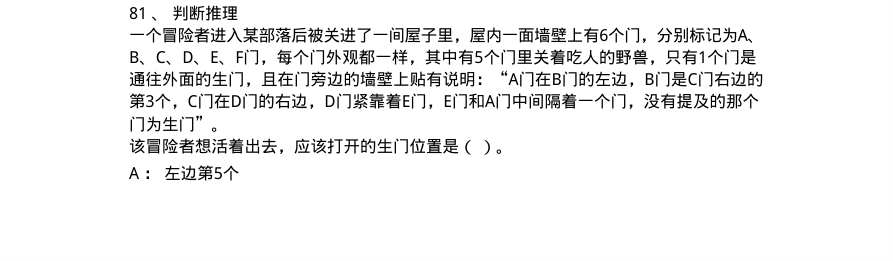 81 、 判断推理
一个冒险者进入某部落后被关进了一间屋子里，屋内一面墙壁上有6个门，分别标记为A、
B、C、D、E、F门，每个门外观都一样，其中有5个门里关着吃人的野兽，只有1个门是
通往外面的生门，且在门旁边的墙壁上贴有说明：“A门在B门的左边，B门是C门右边的
第3个，C门在D门的右边，D门紧靠着E门，E门和A门中间隔着一个门，没有提及的那个
门为生门”。
该冒险者想活着出去，应该打开的生门位置是（ ）。
A ： 左边第5个